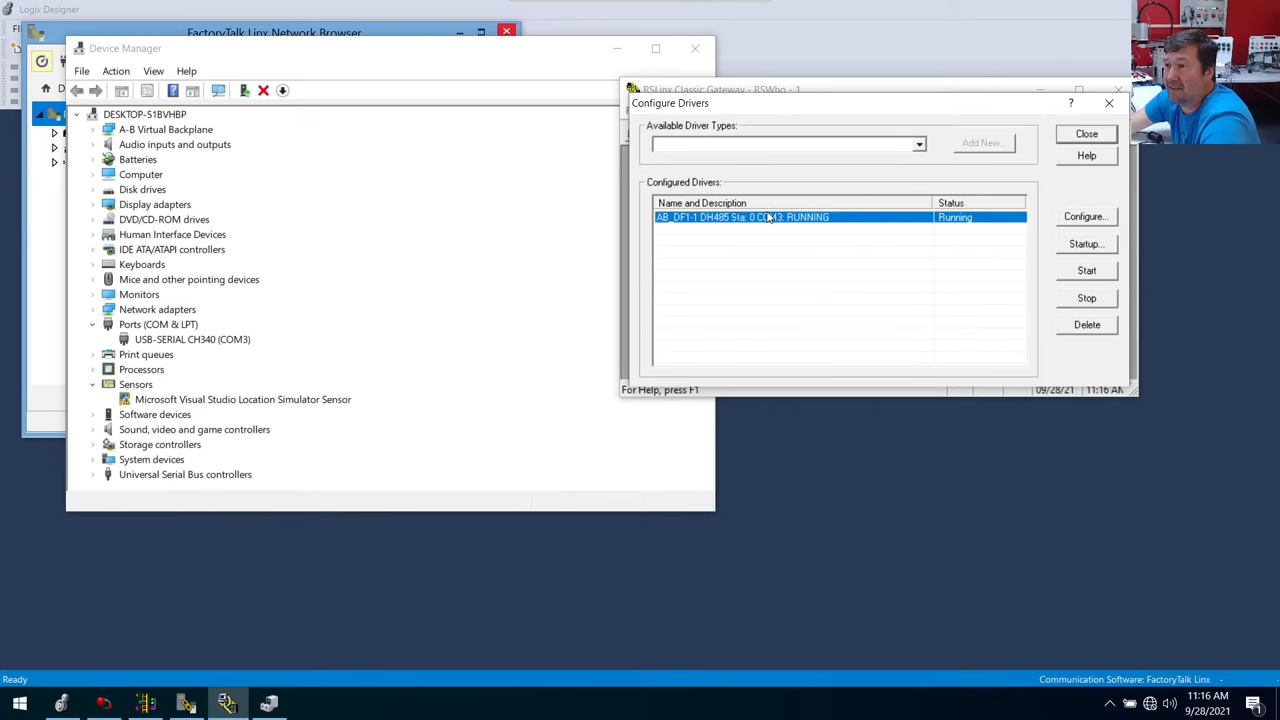 Logix Designer
FactoryTalk Linx Network Browser
Device Manager
File Action View Help
DESKTOP-51BVHBP
A-B Virtual Backplane
Audio inputs and outputs
Batteries
Computer
Disk drives
Display adapters
DVD/CD-ROM drives
Human Interface Devices
IDE ATA/ATAPI controllers
Keyboards
Mice and other pointing devices
Monitors
Network adapters
Ports (COM & LPT)
USB-SERIAL CH340 (COM3)
Print queues
Processors
Sensors
Microsoft Visual Studio Location Simulator Sensor
Software devices
Sound, video and game controllers
Storage controllers
System devices
Universal Serial Bus controllers
RSLinx Classic Gateway - RSWho - 1
Configure Drivers
Available Driver Types:
Add New...
Close
Help
Configured Drivers:
Name and Description Status
AB_DF1-1 DH485 Sta: 0 COM3: RUNNING Running
Configure...
Startup...
Start
Stop
Delete
For Help, press F1
09/28/21 11:16 AM
Ready
Communication Software: FactoryTalk Linx
11:16 AM
9/28/2021
1